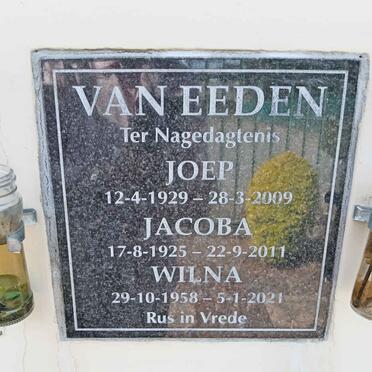 VAN EEDEN
Ter Nagedagtenis
JOEP
12-4-1929 – 28-3-2009
JACOBA
17-8-1925 – 22-9-2011
WILNA
29-10-1958 – 5-1-2021
Rus in Vrede